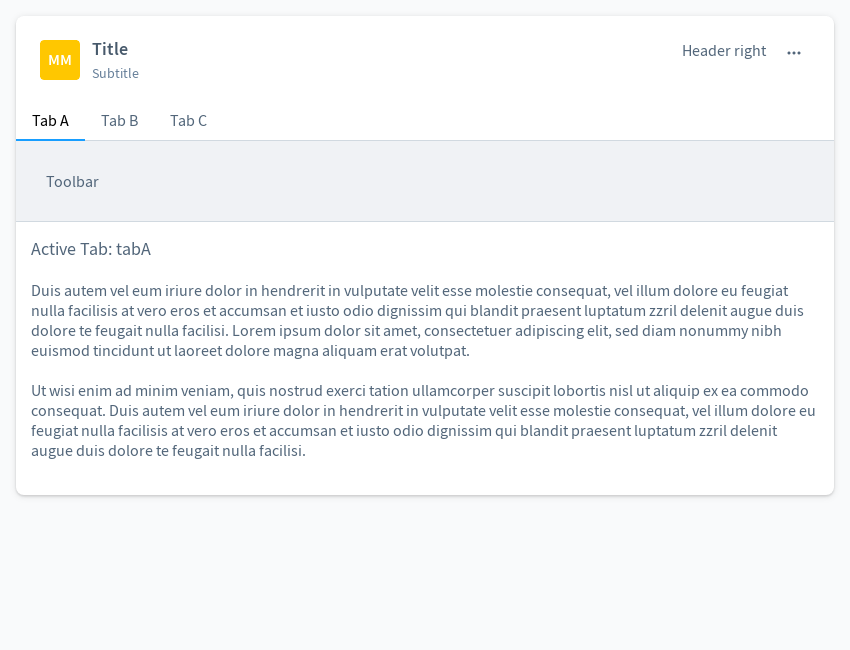 MM
Title
Subtitle
Header right
Tab A Tab B Tab C
Toolbar
Active Tab: tabA
Duis autem vel eum iriure dolor in hendrerit in vulputate velit esse molestie consequat, vel illum dolore eu feugiat
nulla facilisis at vero eros et accumsan et iusto odio dignissim qui blandit praesent luptatum zzril delenit augue duis
dolore te feugait nulla facilisi. Lorem ipsum dolor sit amet, consectetuer adipiscing elit, sed diam nonummy nibh
euismod tincidunt ut laoreet dolore magna aliquam erat volutpat.
Ut wisi enim ad minim veniam, quis nostrud exerci tation ullamcorper suscipit lobortis nisl ut aliquip ex ea commodo
consequat. Duis autem vel eum iriure dolor in hendrerit in vulputate velit esse molestie consequat, vel illum dolore eu
feugiat nulla facilisis at vero eros et accumsan et iusto odio dignissim qui blandit praesent luptatum zzril delenit
augue duis dolore te feugait nulla facilisi.